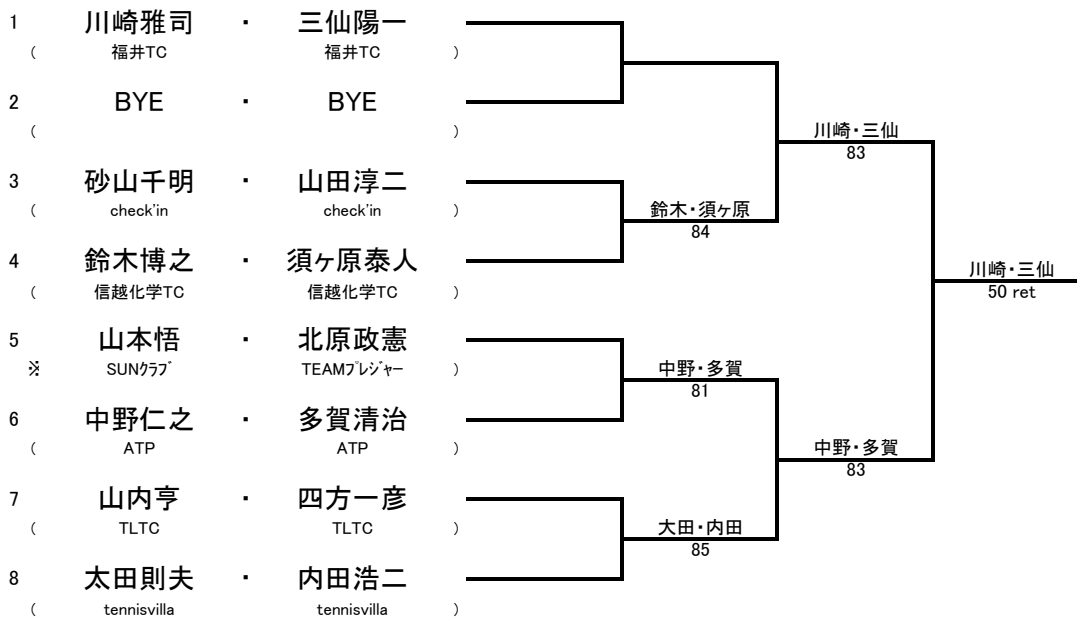 1 川崎雅司 ・ 三仙陽一
( 福井TC 福井TC )
2 BYE ・ BYE
( )
川崎・三仙
83
3 砂山千明 ・ 山田淳二
( check'in check'in )
鈴木・須ヶ原
84
4 鈴木博之 ・ 須ヶ原泰人
( 信越化学TC 信越化学TC )
川崎・三仙
50 ret
5 山本悟 ・ 北原政憲
※ SUNクラブ TEAMプレジャー )
中野・多賀
81
6 中野仁之 ・ 多賀清治
( ATP ATP )
中野・多賀
83
7 山内亨 ・ 四方一彦
( TLTC TLTC )
大田・内田
85
8 太田則夫 ・ 内田浩二
( tennisvilla tennisvilla )